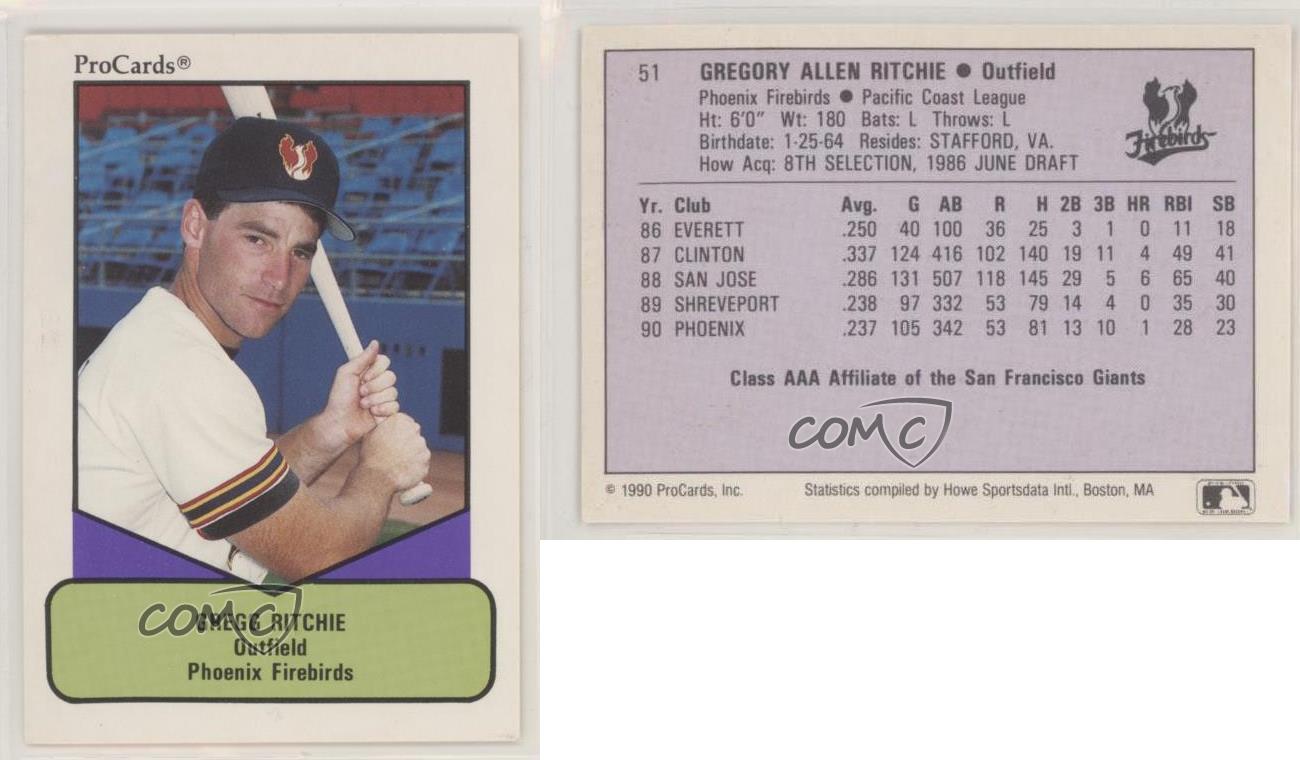 ProCards®
COMC
GREGG RITCHIE
Outfield
Phoenix Firebirds
51 GREGORY ALLEN RITCHIE ● Outfield
Phoenix Firebirds ● Pacific Coast League
Ht: 6'0" Wt: 180 Bats: L Throws: L
Birthdate: 1-25-64 Resides: STAFFORD, VA.
How Acq: 8TH SELECTION, 1986 JUNE DRAFT
Firebirds
Yr. Club Avg. G AB R H 2B 3B HR RBI SB
86 EVERETT .250 40 100 36 25 3 1 0 11 18
87 CLINTON .337 124 416 102 140 19 11 4 49 41
88 SAN JOSE .286 131 507 118 145 29 5 6 65 40
89 SHREVEPORT .238 97 332 53 79 14 4 0 35 30
90 PHOENIX .237 105 342 53 81 13 10 1 28 23
Class AAA Affiliate of the San Francisco Giants
COMC
© 1990 ProCards, Inc. Statistics compiled by Howe Sportsdata Intl., Boston, MA